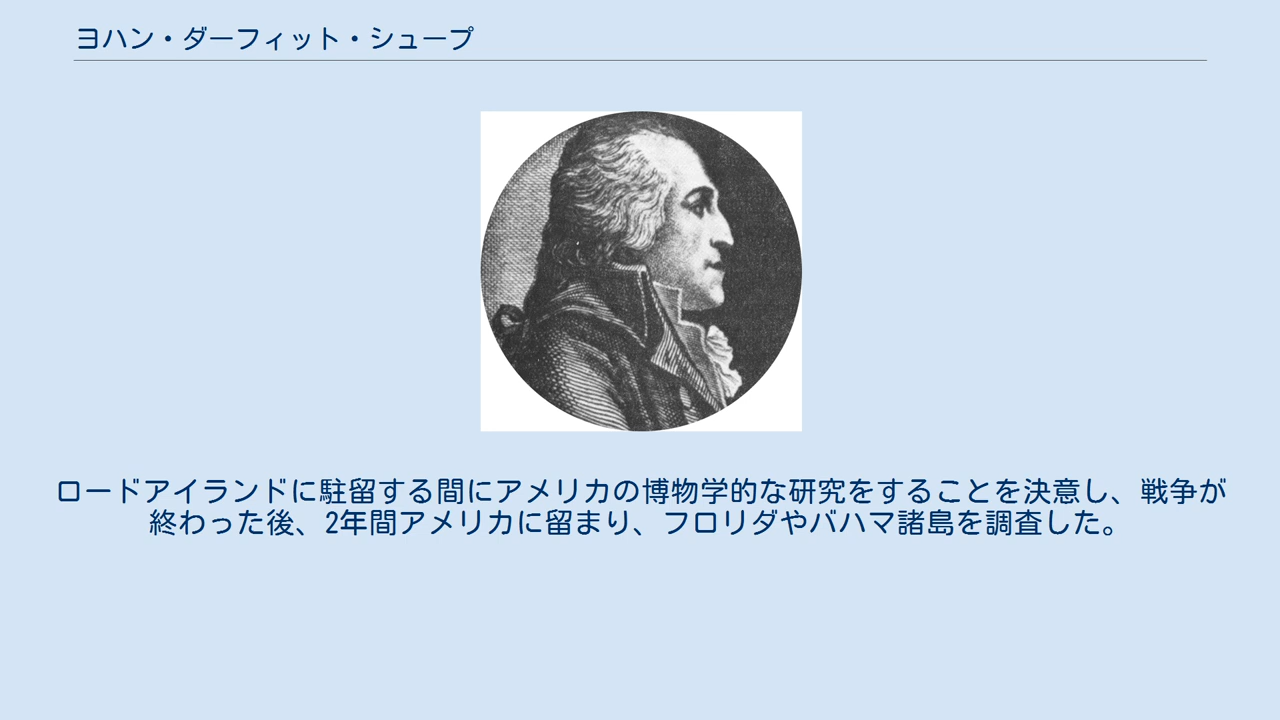 ヨハン・ダーフィット・シュープ
ロードアイランドに駐留する間にアメリカの博物学的な研究をすることを決意し、戦争が
終わった後、2年間アメリカに留まり、フロリダやバハマ諸島を調査した。